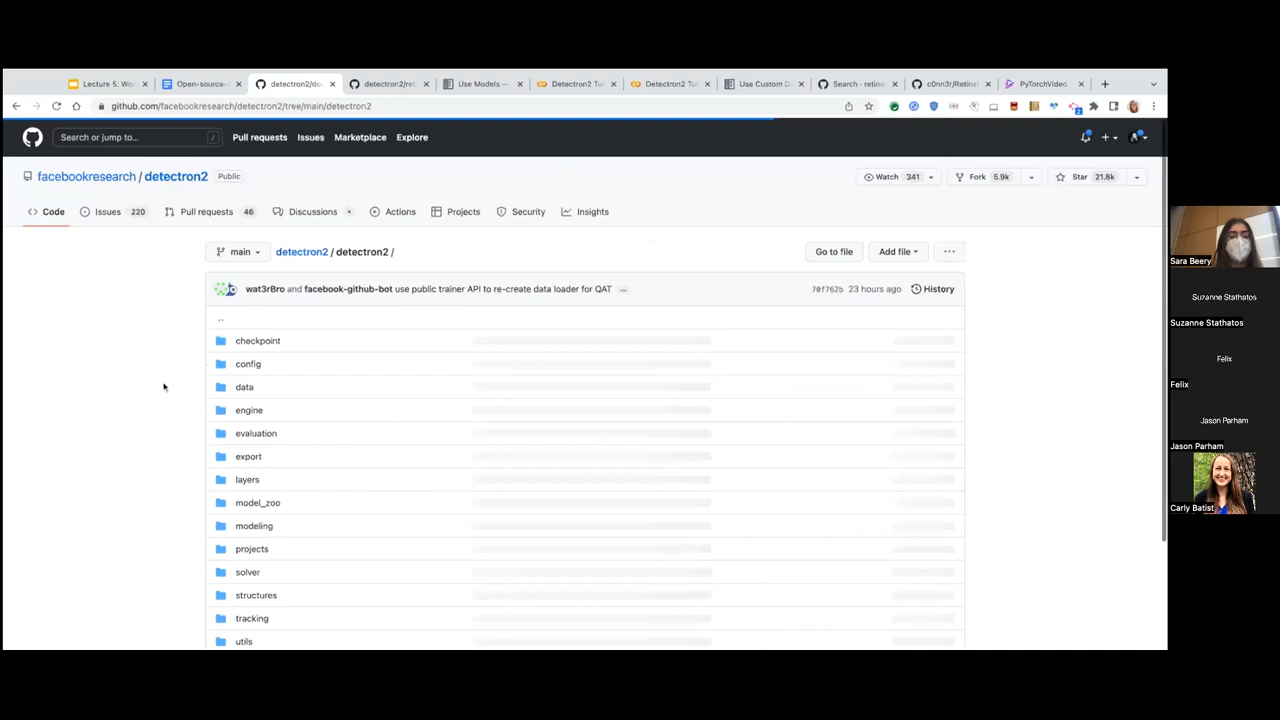 Lecture 5: Wor
Open-source-
detectron2/de
detectron2/ret
Use Models —
Detectron2 Tu
Detectron2 Tu
Use Custom D
Search · retina
c0nn3r/Retina
PyTorchVideo
github.com/facebookresearch/detectron2/tree/main/detectron2
Search or jump to... /
Pull requests Issues Marketplace Explore
facebookresearch / detectron2 Public
Watch 341
Fork 5.9k
Star 21.8k
Code
Issues 220
Pull requests 46
Discussions
Actions
Projects
Security
Insights
main
detectron2 / detectron2 /
Go to file
Add file
wat3rBro and facebook-github-bot use public trainer API to re-create data loader for QAT ...
70f762b 23 hours ago History
..
checkpoint
config
data
engine
evaluation
export
layers
model_zoo
modeling
projects
solver
structures
tracking
utils
Sara Beery
Suzanne Stathatos
Suzanne Stathatos
Felix
Felix
Jason Parham
Jason Parham
Carly Batist